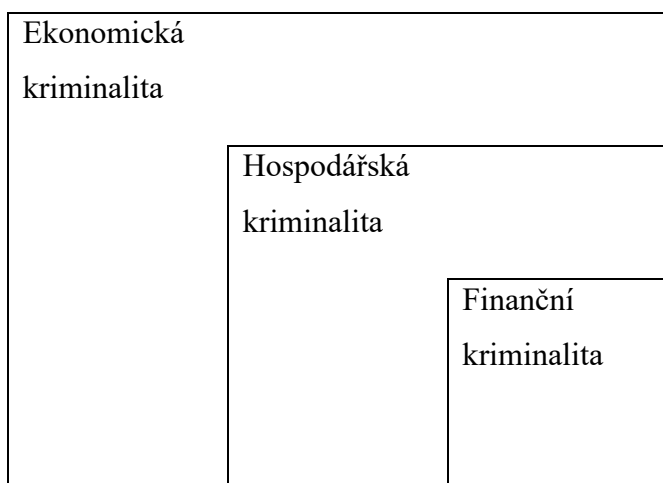 Ekonomická
kriminalita
Hospodářská
kriminalita
Finanční
kriminalita